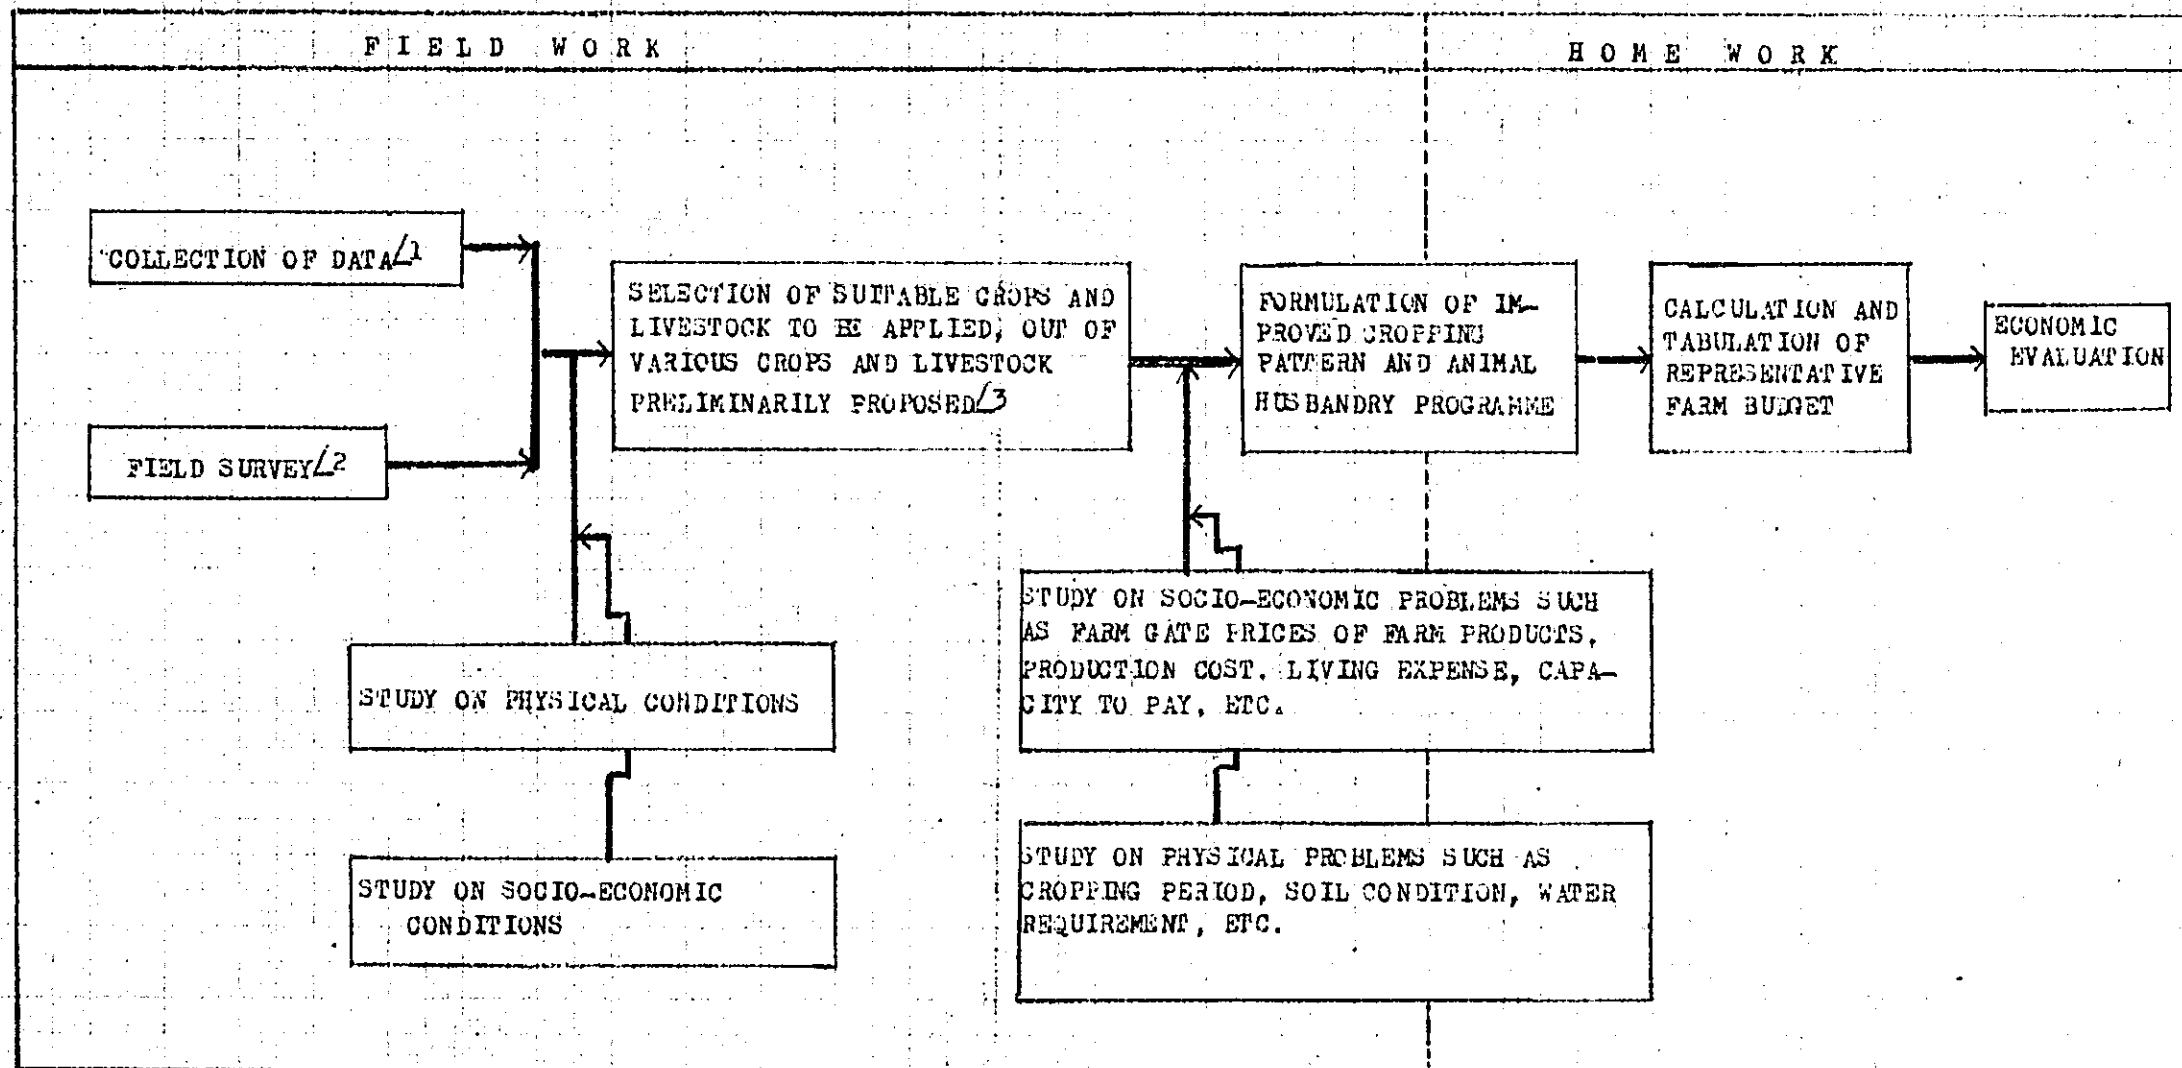 FIELD WORK
HOME WORK
COLLECTION OF DATA/1
FIELD SURVEY/2
SELECTION OF SUITABLE CROPS AND
LIVESTOCK TO BE APPLIED, OUT OF
VARIOUS CROPS AND LIVESTOCK
PRELIMINARILY PROPOSED/3
FORMULATION OF IM-
PROVED CROPPING
PATTERN AND ANIMAL
HUSBANDRY PROGRAMME
CALCULATION AND
TABULATION OF
REPRESENTATIVE
FARM BUDGET
ECONOMIC
EVALUATION
STUDY ON PHYSICAL CONDITIONS
STUDY ON SOCIO-ECONOMIC
CONDITIONS
STUDY ON SOCIO-ECONOMIC PROBLEMS SUCH
AS FARM GATE PRICES OF FARM PRODUCTS,
PRODUCTION COST. LIVING EXPENSE, CAPA-
CITY TO PAY, ETC.
STUDY ON PHYSICAL PROBLEMS SUCH AS
CROPPING PERIOD, SOIL CONDITION, WATER
REQUIREMENT, ETC.